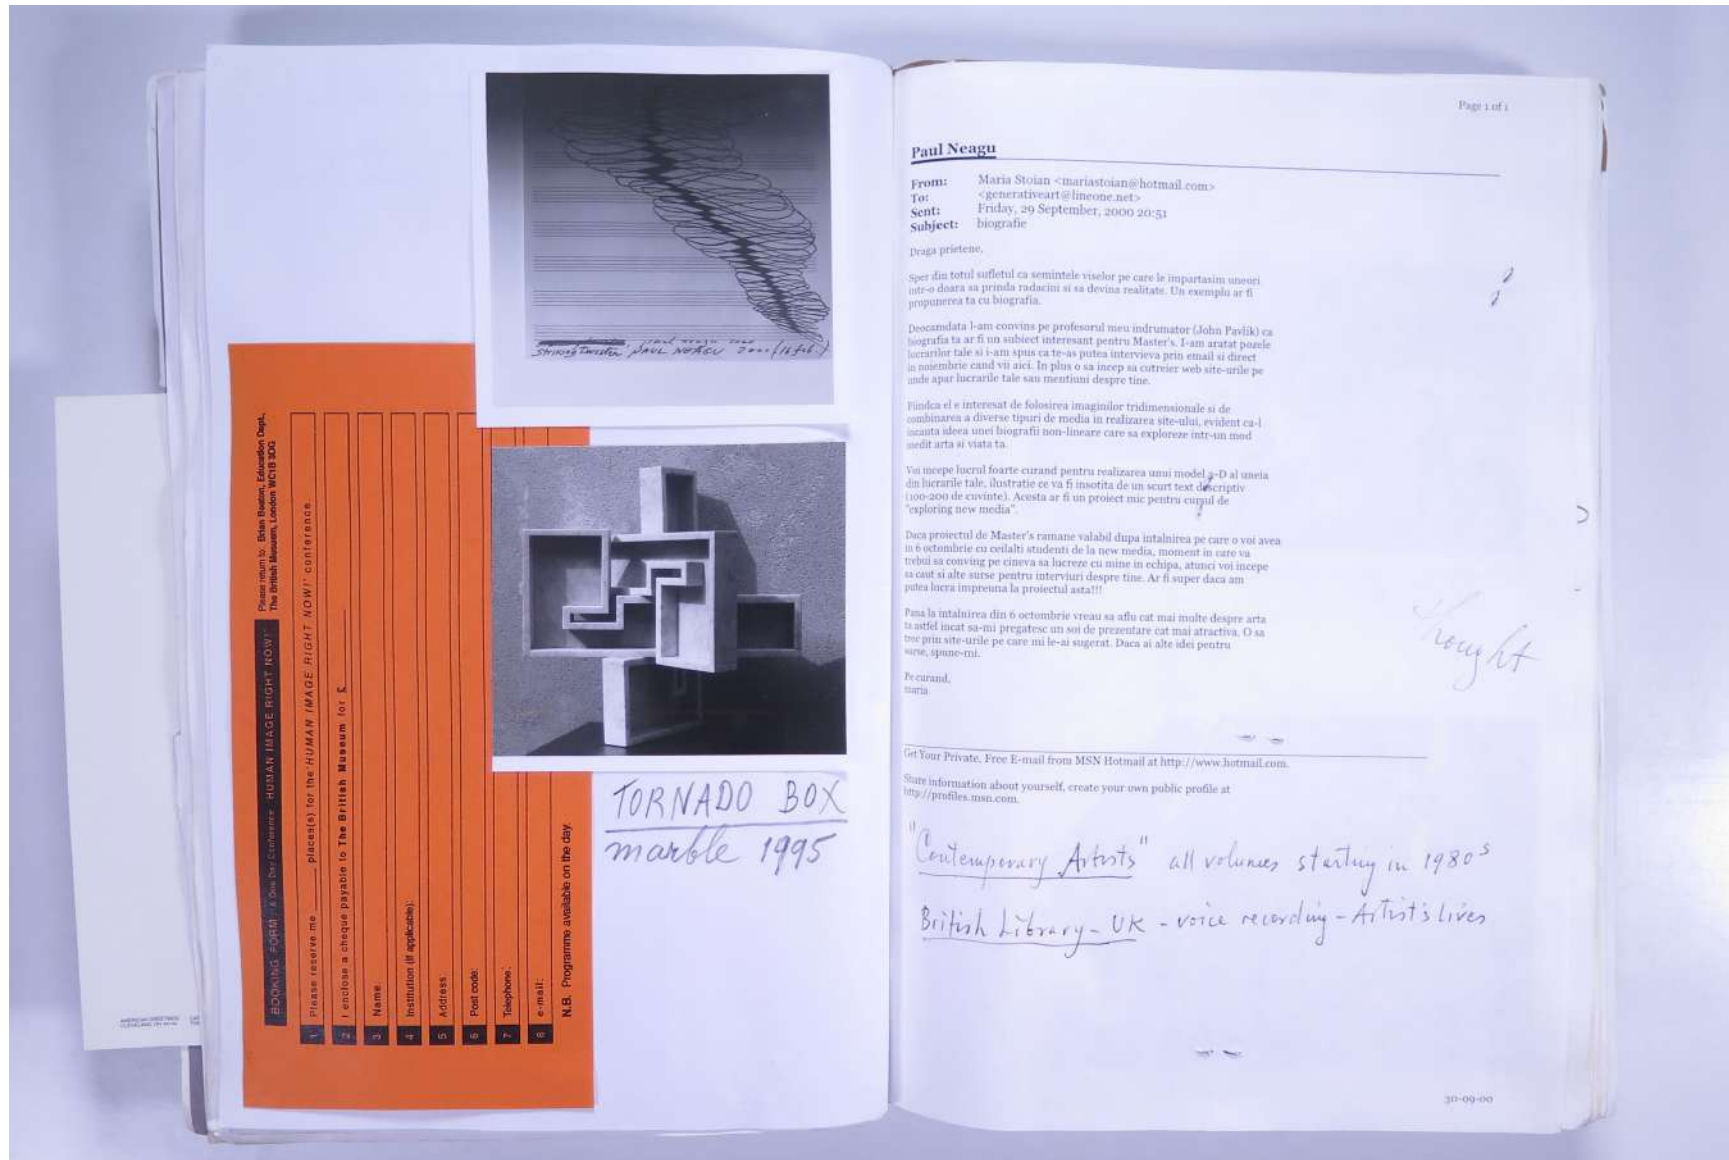 STRIKING twister, PAUL NEAGU 2000 (16 feb.)
BOOKING FORM - A One Day Conference 'HUMAN IMAGE RIGHT NOW!'
Please return to: Brian Beaton, Education Dept.,
The British Museum, London WC1B 3DG
1 Please reserve me ____ places(s) for the 'HUMAN IMAGE RIGHT NOW!' conference.
2 I enclose a cheque payable to The British Museum for £
3 Name:
4 Institution (if applicable):
5 Address:
6 Post code:
7 Telephone:
8 e-mail:
N.B. Programme available on the day.
TORNADO BOX
marble 1995
AMERICAN GREETINGS
Page 1 of 1
Paul Neagu
From: Maria Stoian <mariastoian@hotmail.com>
To: <generativeart@lineone.net>
Sent: Friday, 29 September, 2000 20:51
Subject: biografie
Draga prietene,
Sper din totul sufletul ca semintele viselor pe care le impartasim uneori
intr-o doara sa prinda radacini si sa devina realitate. Un exemplu ar fi
propunerea ta cu biografia.
Deocamdata l-am convins pe profesorul meu indrumator (John Pavlik) ca
biografia ta ar fi un subiect interesant pentru Master's. I-am aratat pozele
lucrarilor tale si i-am spus ca te-as putea intervieva prin email si direct
in noiembrie cand vii aici. In plus o sa incep sa cutreier web site-urile pe
unde apar lucrarile tale sau mentiuni despre tine.
Fiindca el e interesat de folosirea imaginilor tridimensionale si de
combinarea a diverse tipuri de media in realizarea site-ului, evident ca-l
incanta ideea unei biografii non-lineare care sa exploreze intr-un mod
inedit arta si viata ta.
Voi incepe lucrul foarte curand pentru realizarea unui model 3-D al uneia
din lucrarile tale, ilustratie ce va fi insotita de un scurt text descriptiv
(100-200 de cuvinte). Acesta ar fi un proiect mic pentru cursul de
"exploring new media".
Daca proiectul de Master's ramane valabil dupa intalnirea pe care o voi avea
in 6 octombrie cu ceilalti studenti de la new media, moment in care va
trebui sa conving pe cineva sa lucreze cu mine in echipa, atunci voi incepe
sa caut si alte surse pentru interviuri despre tine. Ar fi super daca am
putea lucra impreuna la proiectul asta!!!
Pana la intalnirea din 6 octombrie vreau sa aflu cat mai multe despre arta
ta astfel incat sa-mi pregatesc un soi de prezentare cat mai atractiva. O sa
trec prin site-urile pe care mi le-ai sugerat. Daca ai alte idei pentru
surse, spune-mi.
Pe curand,
maria
Get Your Private, Free E-mail from MSN Hotmail at http://www.hotmail.com.
Share information about yourself, create your own public profile at
http://profiles.msn.com.
"Contemporary Artists" all volumes starting in 1980s
British Library - UK - voice recording - Artist's lives
30-09-00